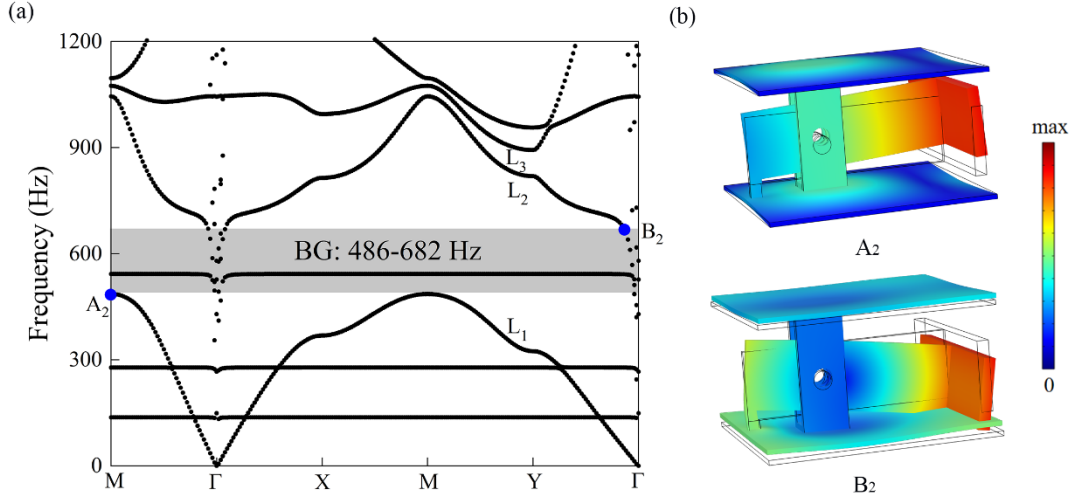 (a)
(b)
1200
900
600
300
0
Frequency (Hz)
BG: 486-682 Hz
A2
B2
L1
L2
L3
M
Γ
X
M
Y
Γ
A2
B2
max
0